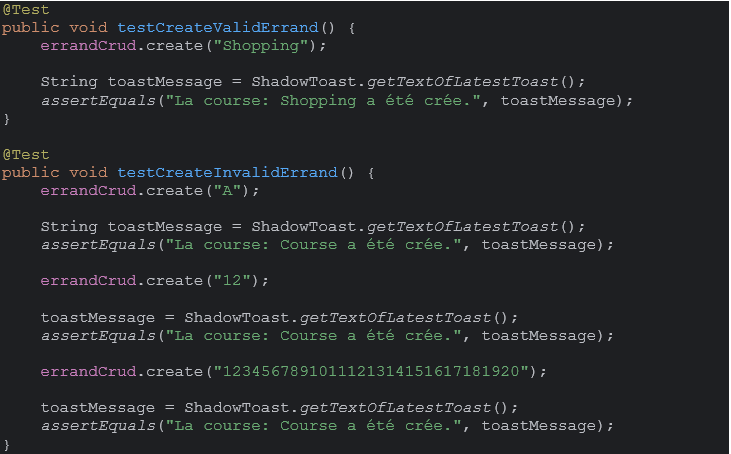 @Test
public void testCreateValidErrand() {
errandCrud.create("Shopping");
String toastMessage = ShadowToast.getTextOfLatestToast();
assertEquals("La course: Shopping a été crée.", toastMessage);
}
@Test
public void testCreateInvalidErrand() {
errandCrud.create("A");
String toastMessage = ShadowToast.getTextOfLatestToast();
assertEquals("La course: Course a été crée.", toastMessage);
errandCrud.create("12");
toastMessage = ShadowToast.getTextOfLatestToast();
assertEquals("La course: Course a été crée.", toastMessage);
errandCrud.create("1234567891011121314151617181920");
toastMessage = ShadowToast.getTextOfLatestToast();
assertEquals("La course: Course a été crée.", toastMessage);
}